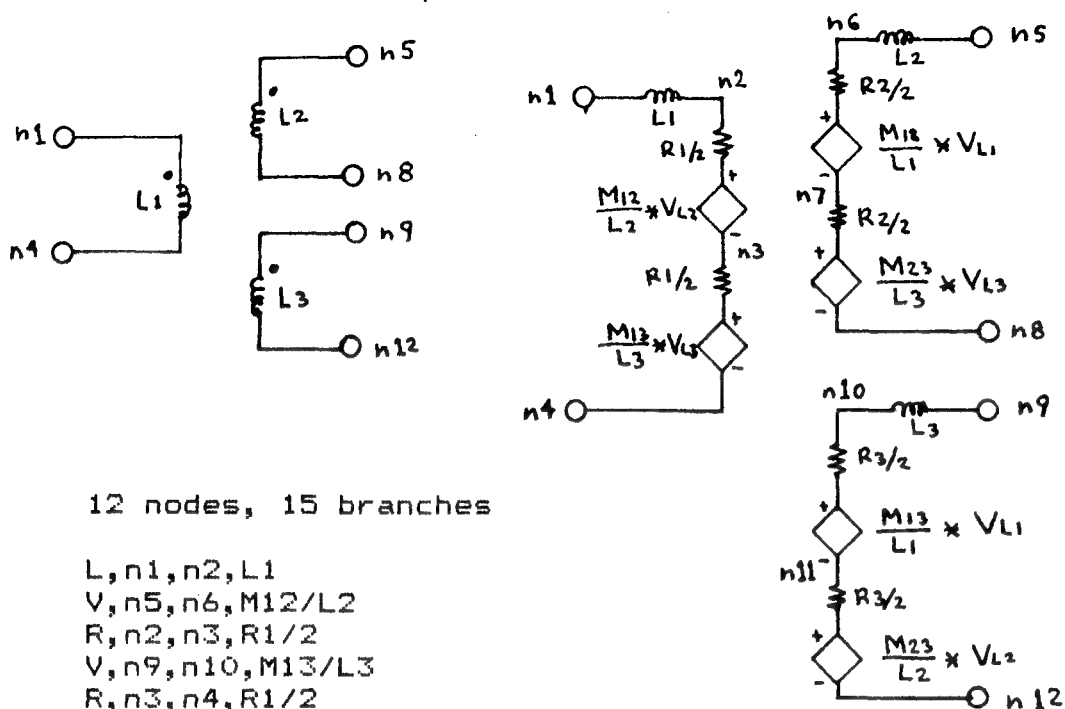 n1
n4
L1
n5
L2
n8
n9
L3
n12
n1
L1
n2
R1/2
M12/L2 * VL2
n3
R1/2
M13/L3 * VL3
n4
n6
L2
n5
R2/2
M12/L1 * VL1
n7
R2/2
M23/L3 * VL3
n8
n10
L3
n9
R3/2
M13/L1 * VL1
n11
R3/2
M23/L2 * VL2
n12
12 nodes, 15 branches
L,n1,n2,L1
V,n5,n6,M12/L2
R,n2,n3,R1/2
V,n9,n10,M13/L3
R,n3,n4,R1/2